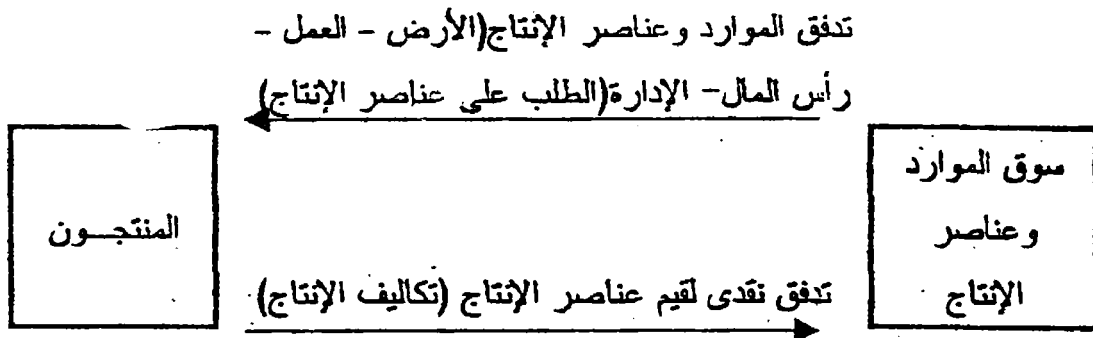 تدفق الموارد وعناصر الإنتاج(الأرض – العمل –
رأس المال– الإدارة(الطلب على عناصر الإنتاج)
سوق الموارد
وعناصر
الإنتاج
المنتجـــون
تدفق نقدى لقيم عناصر الإنتاج (تكاليف الإنتاج)